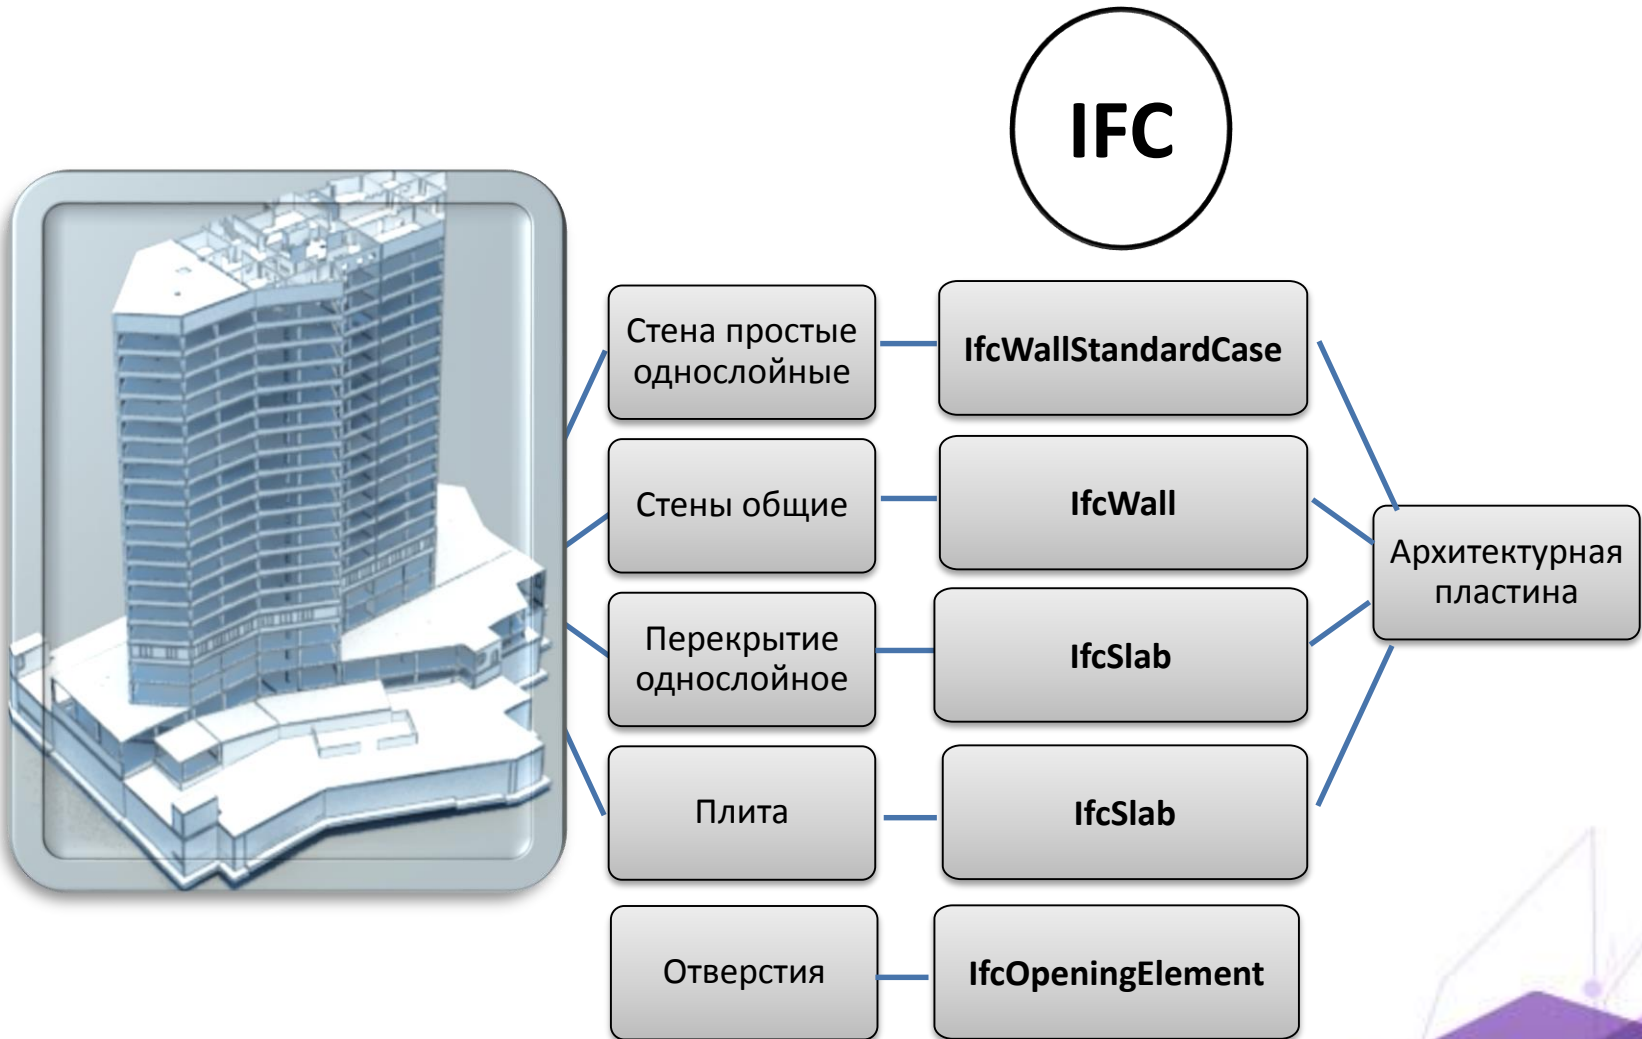 IFC
Стена простые
однослойные
IfcWallStandardCase
Стены общие
IfcWall
Архитектурная
пластина
Перекрытие
однослойное
IfcSlab
Плита
IfcSlab
Отверстия
IfcOpeningElement